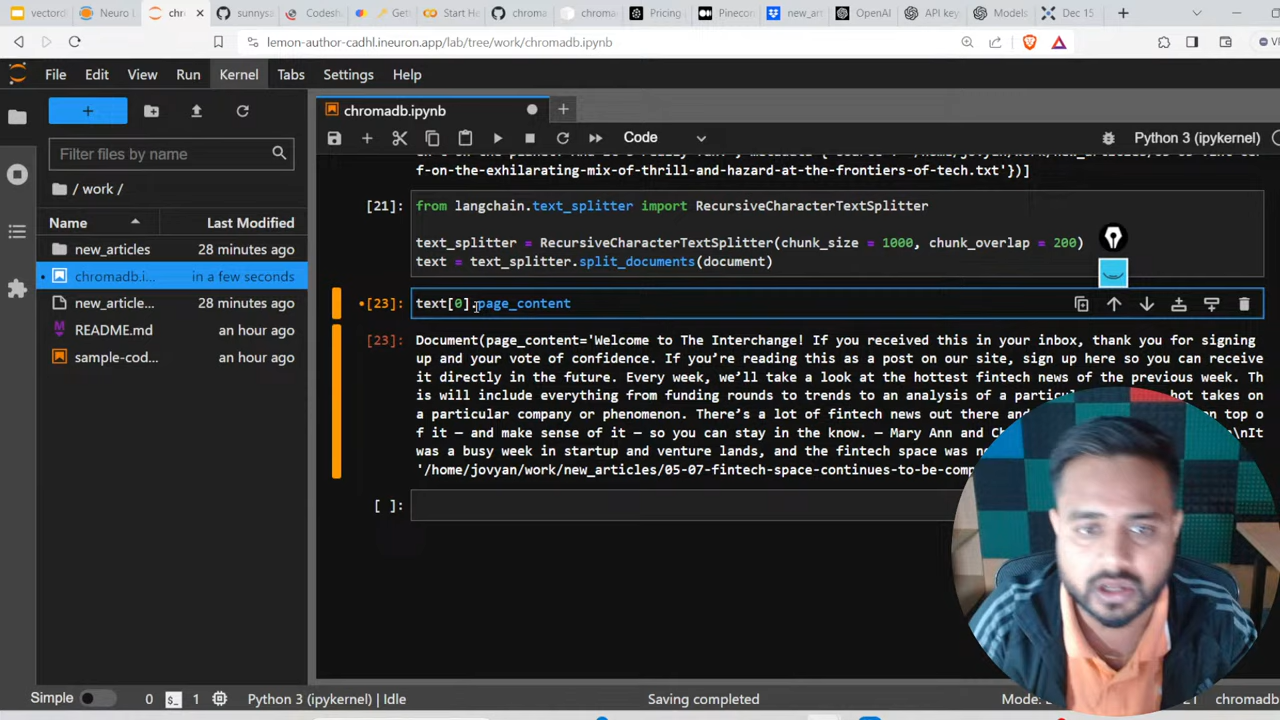 vectord
Neuro L
chr
sunnysa
Codesh
Get
Start H
chroma
chroma
Pricing
Pinecon
new_art
OpenAI
API key
Models
Dec 15
lemon-author-cadhl.ineuron.app/lab/tree/work/chromadb.ipynb
File Edit View Run Kernel Tabs Settings Help
Filter files by name
/ work /
Name Last Modified
new_articles 28 minutes ago
chromadb.i... in a few seconds
new_article... 28 minutes ago
README.md an hour ago
sample-cod... an hour ago
chromadb.ipynb
Code
Python 3 (ipykernel)
f-on-the-exhilarating-mix-of-thrill-and-hazard-at-the-frontiers-of-tech.txt'})]
[21]: from langchain.text_splitter import RecursiveCharacterTextSplitter
text_splitter = RecursiveCharacterTextSplitter(chunk_size = 1000, chunk_overlap = 200)
text = text_splitter.split_documents(document)
[23]: text[0].page_content
[23]: Document(page_content='Welcome to The Interchange! If you received this in your inbox, thank you for signing
up and your vote of confidence. If you’re reading this as a post on our site, sign up here so you can receive
it directly in the future. Every week, we’ll take a look at the hottest fintech news of the previous week. Th
is will include everything from funding rounds to trends to an analysis of a particu hot takes on
a particular company or phenomenon. There’s a lot of fintech news out there and on top o
f it — and make sense of it — so you can stay in the know. — Mary Ann and Ch \nIt
was a busy week in startup and venture lands, and the fintech space was no
'/home/jovyan/work/new_articles/05-07-fintech-space-continues-to-be-comp
[ ]:
Simple 0 1 Python 3 (ipykernel) | Idle Saving completed Mode: